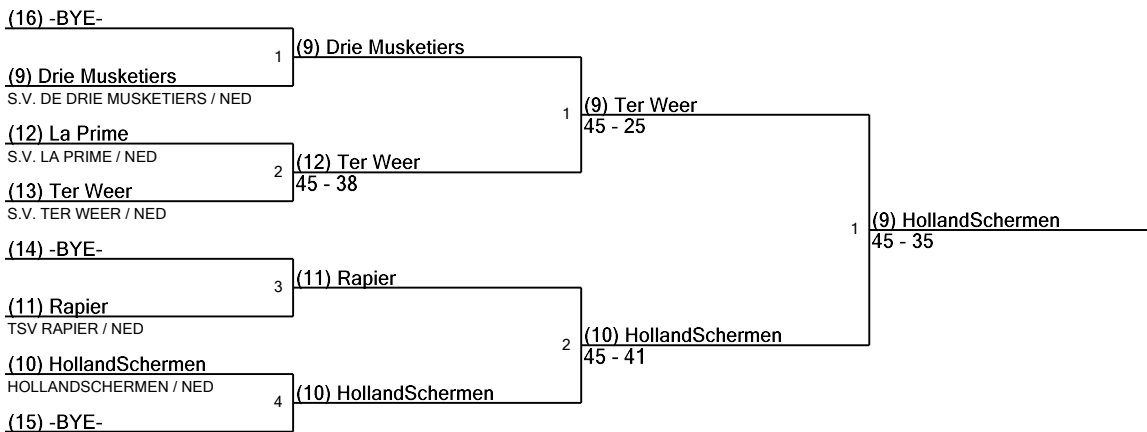 (16) -BYE-
1
(9) Drie Musketiers
(9) Drie Musketiers
S.V. DE DRIE MUSKETIERS / NED
1
(9) Ter Weer
45 - 25
(12) La Prime
S.V. LA PRIME / NED
2
(12) Ter Weer
45 - 38
(13) Ter Weer
S.V. TER WEER / NED
1
(9) HollandSchermen
45 - 35
(14) -BYE-
3
(11) Rapier
(11) Rapier
TSV RAPIER / NED
2
(10) HollandSchermen
45 - 41
(10) HollandSchermen
HOLLANDSCHERMEN / NED
4
(10) HollandSchermen
(15) -BYE-